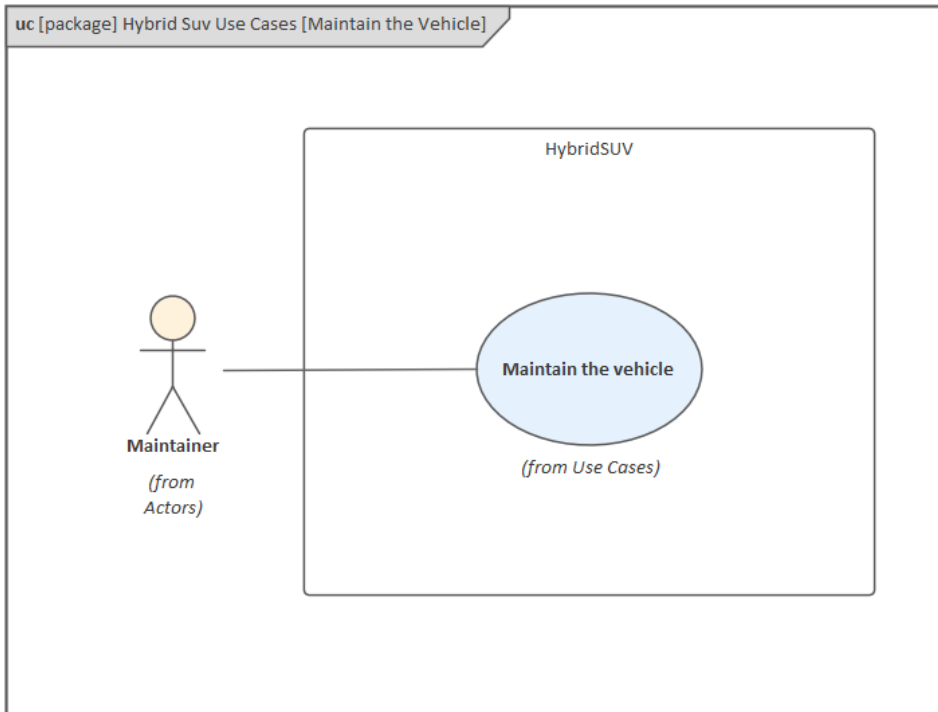 uc [package] Hybrid Suv Use Cases [Maintain the Vehicle]
HybridSUV
Maintain the vehicle
(from Use Cases)
Maintainer
(from
Actors)